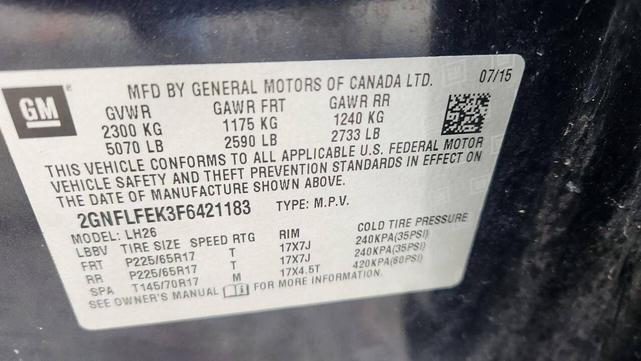 GM
MFD BY GENERAL MOTORS OF CANADA LTD. 07/15
GVWR GAWR FRT GAWR RR
2300 KG 1175 KG 1240 KG
5070 LB 2590 LB 2733 LB
THIS VEHICLE CONFORMS TO ALL APPLICABLE U.S. FEDERAL MOTOR
VEHICLE SAFETY AND THEFT PREVENTION STANDARDS IN EFFECT ON
THE DATE OF MANUFACTURE SHOWN ABOVE.
2GNFLFEK3F6421183 TYPE: M.P.V.
MODEL: LH26
LBBV TIRE SIZE SPEED RTG RIM COLD TIRE PRESSURE
FRT P225/65R17 T 17X7J 240KPA(35PSI)
RR P225/65R17 T 17X7J 240KPA(35PSI)
SPA T145/70R17 M 17X4.5T 420KPA(60PSI)
SEE OWNER'S MANUAL FOR MORE INFORMATION.